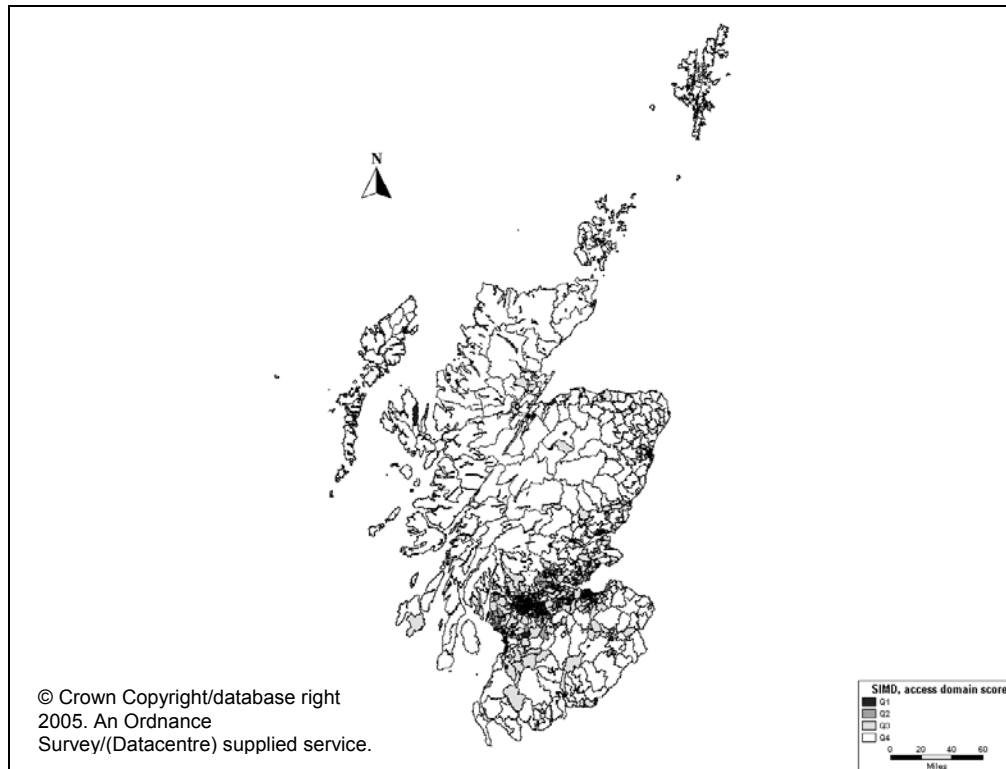 N
© Crown Copyright/database right
2005. An Ordnance
Survey/(Datacentre) supplied service.
SIMD, access domain score
Q1
Q2
Q3
Q4
0 20 40 60
Miles